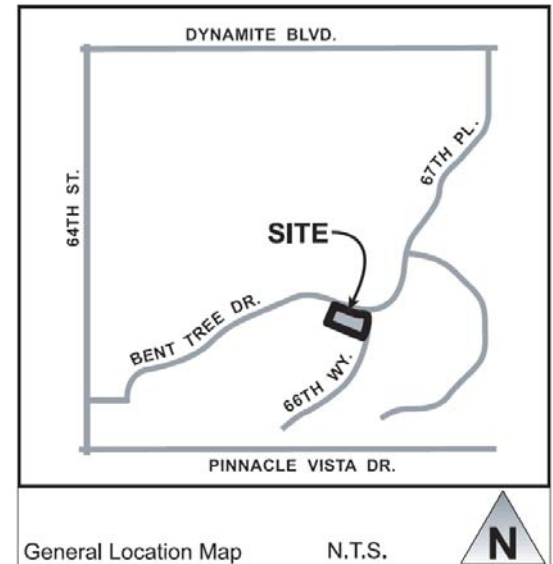 DYNAMITE BLVD.
67TH PL.
64TH ST.
SITE
BENT TREE DR.
66TH WY.
PINNACLE VISTA DR.
General Location Map
N.T.S.
N